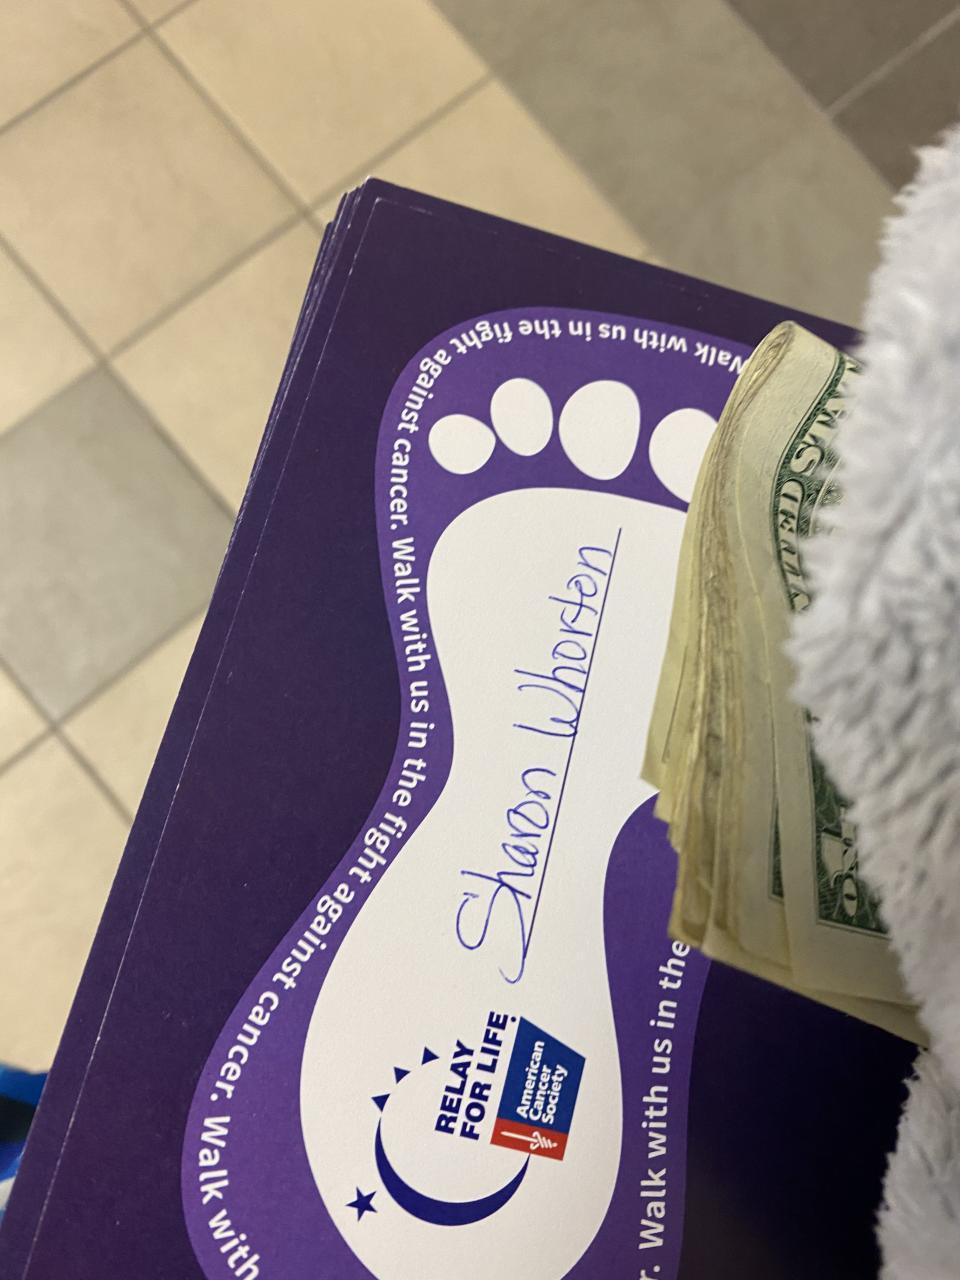 Walk with us in the fight against cancer. Walk with us in the fight against cancer. Walk with
Sharon Whorton
RELAY
FOR LIFE
American
Cancer
Society
Walk with us in the